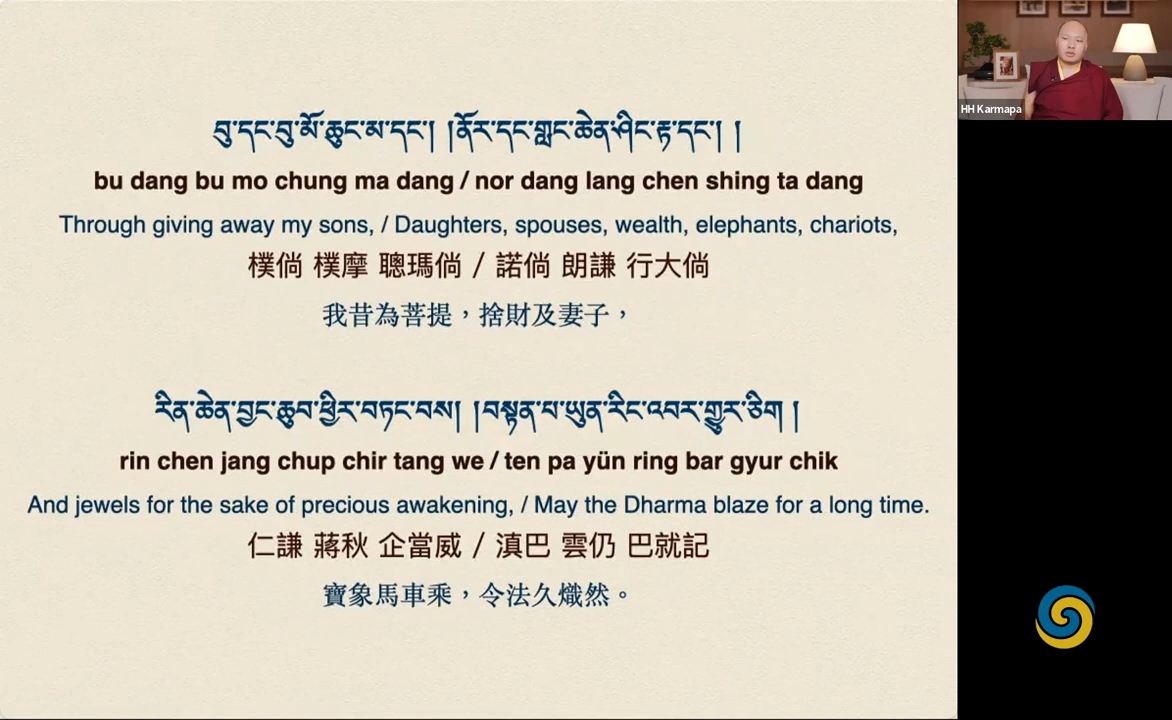 བུ་དང་བུ་མོ་ཆུང་མ་དང་། །ནོར་དང་གླང་ཆེན་ཤིང་རྟ་དང་། །
bu dang bu mo chung ma dang / nor dang lang chen shing ta dang
Through giving away my sons, / Daughters, spouses, wealth, elephants, chariots,
樸倘 樸摩 聰瑪倘 / 諾倘 朗謙 行大倘
我昔為菩提，捨財及妻子，
རིན་ཆེན་བྱང་ཆུབ་ཕྱིར་བཏང་བས། །བསྟན་པ་ཡུན་རིང་འབར་གྱུར་ཅིག །
rin chen jang chup chir tang we / ten pa yün ring bar gyur chik
And jewels for the sake of precious awakening, / May the Dharma blaze for a long time.
仁謙 蔣秋 企當威 / 滇巴 雲仍 巴就記
寶象馬車乘，令法久熾然。
HH Karmapa